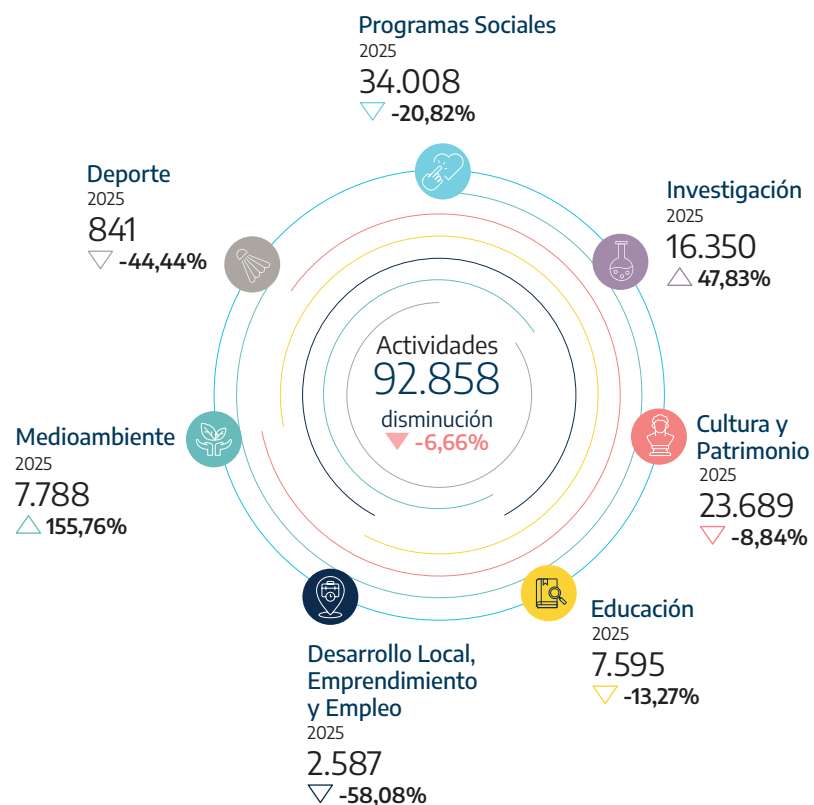 Programas Sociales
2025
34.008
▽ -20,82%
Deporte
2025
841
▽ -44,44%
Investigación
2025
16.350
△ 47,83%
Actividades
92.858
disminución
▼ -6,66%
Medioambiente
2025
7.788
△ 155,76%
Cultura y
Patrimonio
2025
23.689
▽ -8,84%
Educación
2025
7.595
▽ -13,27%
Desarrollo Local,
Emprendimiento
y Empleo
2025
2.587
▽ -58,08%